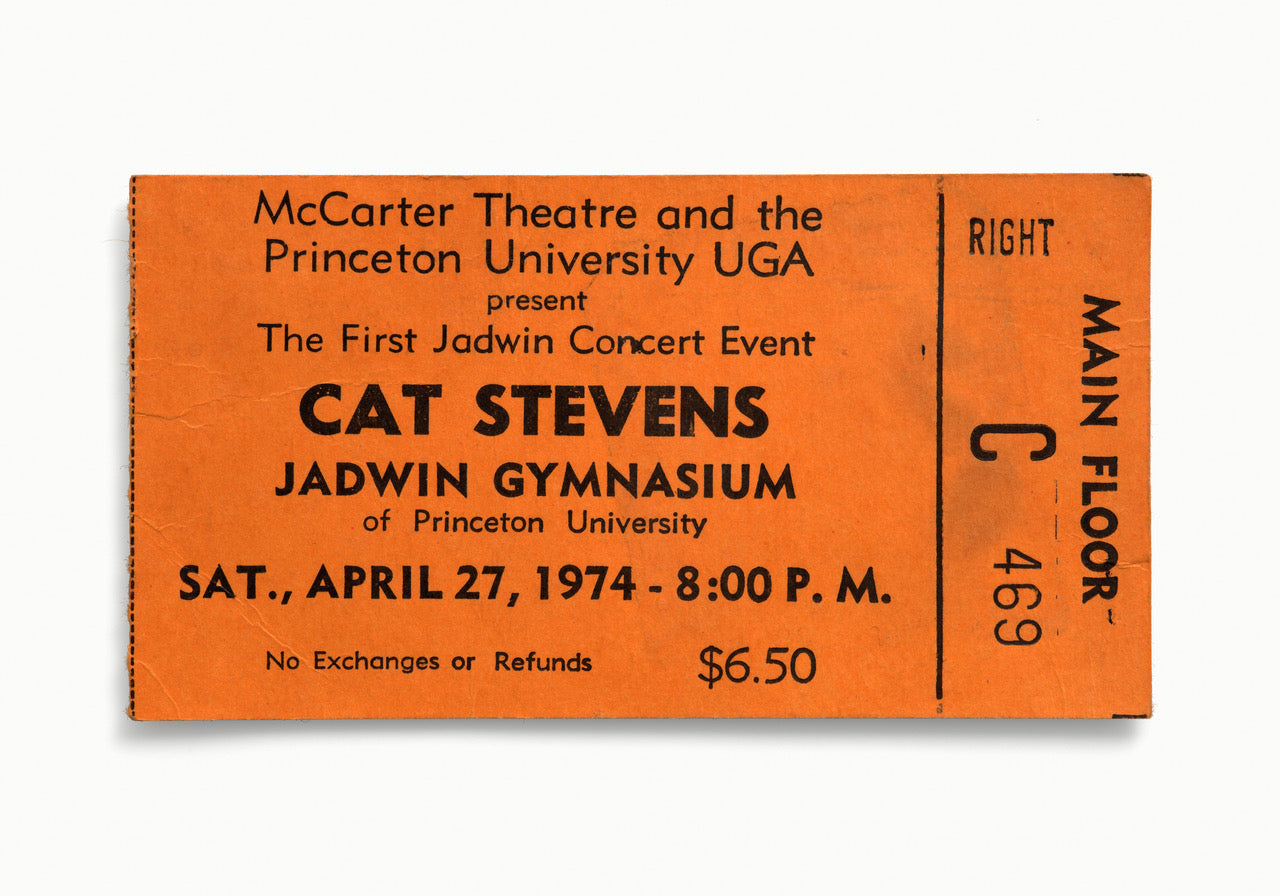 McCarter Theatre and the
Princeton University UGA
present
The First Jadwin Concert Event
CAT STEVENS
JADWIN GYMNASIUM
of Princeton University
SAT., APRIL 27, 1974 - 8:00 P. M.
No Exchanges or Refunds $6.50
RIGHT
MAIN FLOOR
C 469